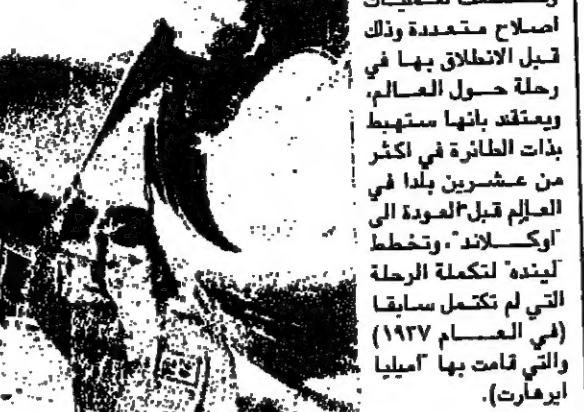 أصلاح متعددة وذلك
قبل الانطلاق بها في
رحلة حول العالم،
ويعتقد بانها ستهبط
بذات الطائرة في اكثر
من عشرين بلدا في
العالم قبل العودة الى
"اوكلاند"، وتخطط
"لينده" لتكملة الرحلة
التي لم تكتمل سابقا
(في العام ١٩٣٧)
والتي قامت بها "اميليا
ايرهارت).